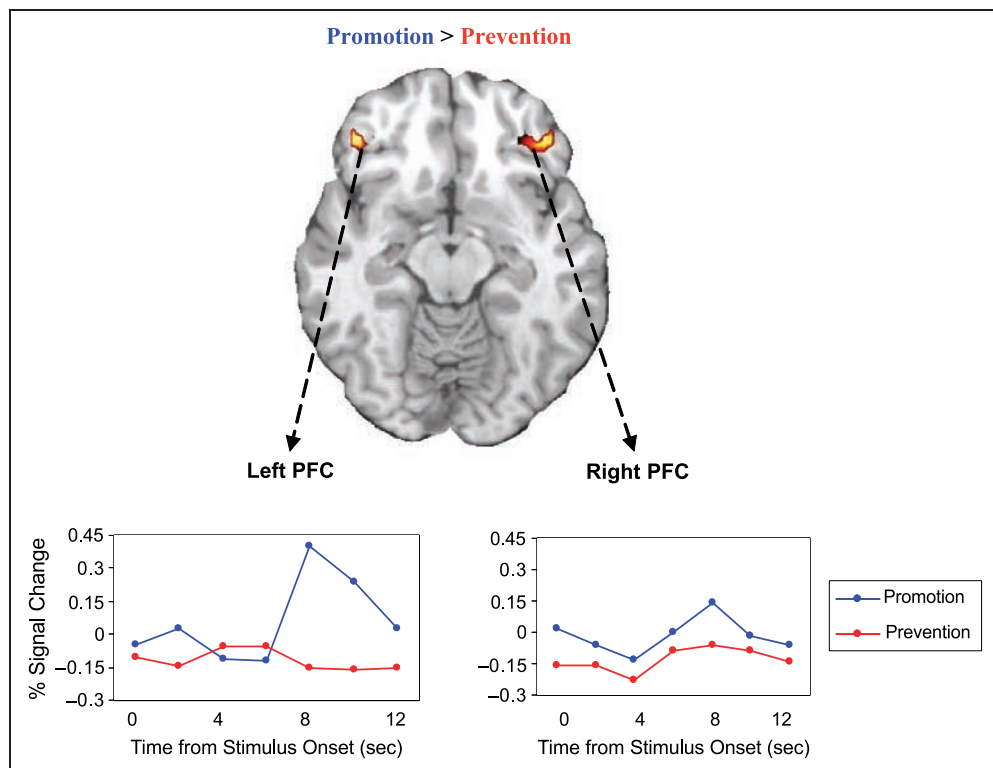 Promotion > Prevention
Left PFC
Right PFC
% Signal Change
0.45
0.3
0.15
0
–0.15
–0.3
0 4 8 12
Time from Stimulus Onset (sec)
0.45
0.3
0.15
0
–0.15
–0.3
0 4 8 12
Time from Stimulus Onset (sec)
Promotion
Prevention